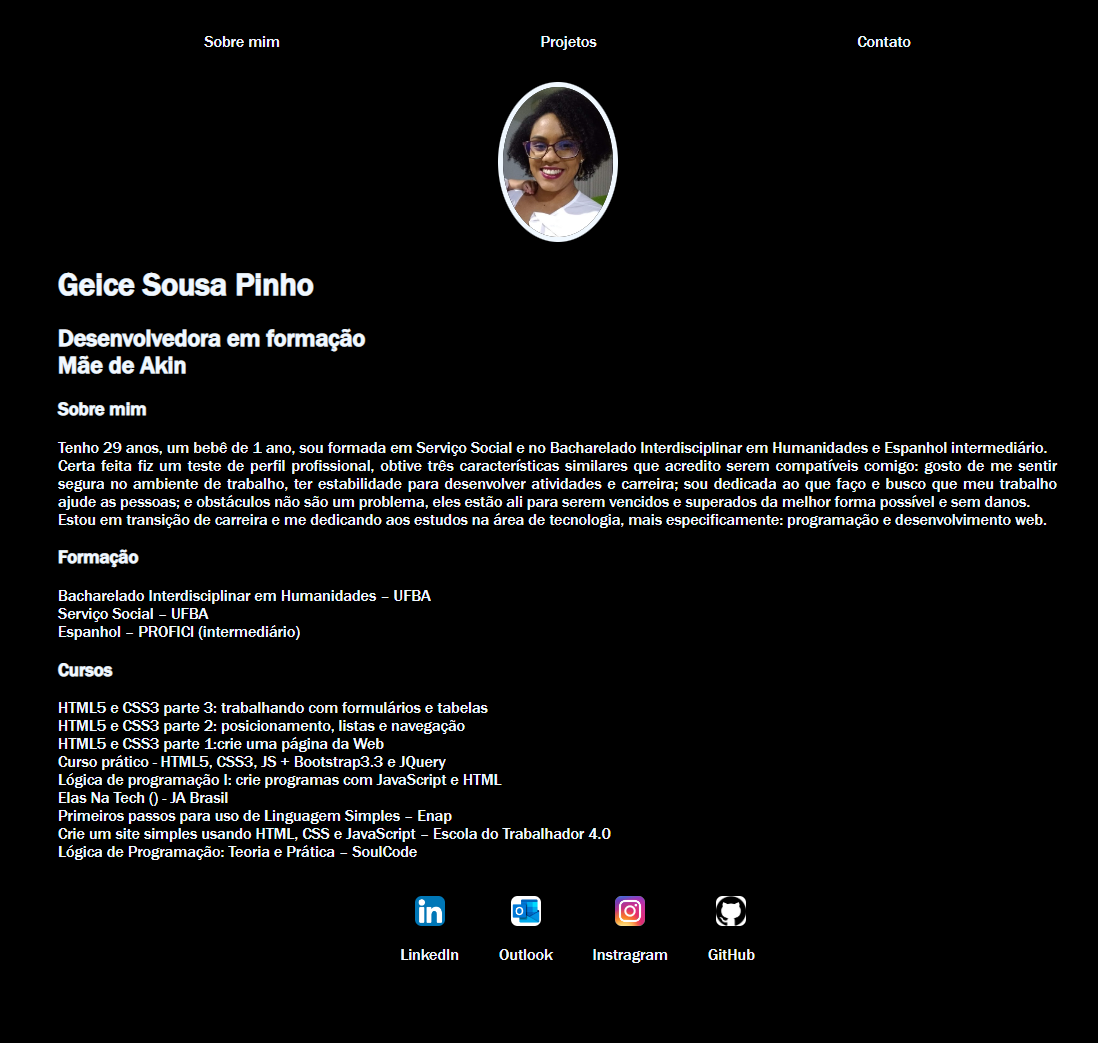 Sobre mim
Projetos
Contato
Geice Sousa Pinho
Desenvolvedora em formação
Mãe de Akin
Sobre mim
Tenho 29 anos, um bebê de 1 ano, sou formada em Serviço Social e no Bacharelado Interdisciplinar em Humanidades e Espanhol intermediário.
Certa feita fiz um teste de perfil profissional, obtive três características similares que acredito serem compatíveis comigo: gosto de me sentir
segura no ambiente de trabalho, ter estabilidade para desenvolver atividades e carreira; sou dedicada ao que faço e busco que meu trabalho
ajude as pessoas; e obstáculos não são um problema, eles estão ali para serem vencidos e superados da melhor forma possível e sem danos.
Estou em transição de carreira e me dedicando aos estudos na área de tecnologia, mais especificamente: programação e desenvolvimento web.
Formação
Bacharelado Interdisciplinar em Humanidades – UFBA
Serviço Social – UFBA
Espanhol – PROFICI (intermediário)
Cursos
HTML5 e CSS3 parte 3: trabalhando com formulários e tabelas
HTML5 e CSS3 parte 2: posicionamento, listas e navegação
HTML5 e CSS3 parte 1:crie uma página da Web
Curso prático - HTML5, CSS3, JS + Bootstrap3.3 e JQuery
Lógica de programação I: crie programas com JavaScript e HTML
Elas Na Tech () - JA Brasil
Primeiros passos para uso de Linguagem Simples – Enap
Crie um site simples usando HTML, CSS e JavaScript – Escola do Trabalhador 4.0
Lógica de Programação: Teoria e Prática – SoulCode
LinkedIn
Outlook
Instragram
GitHub